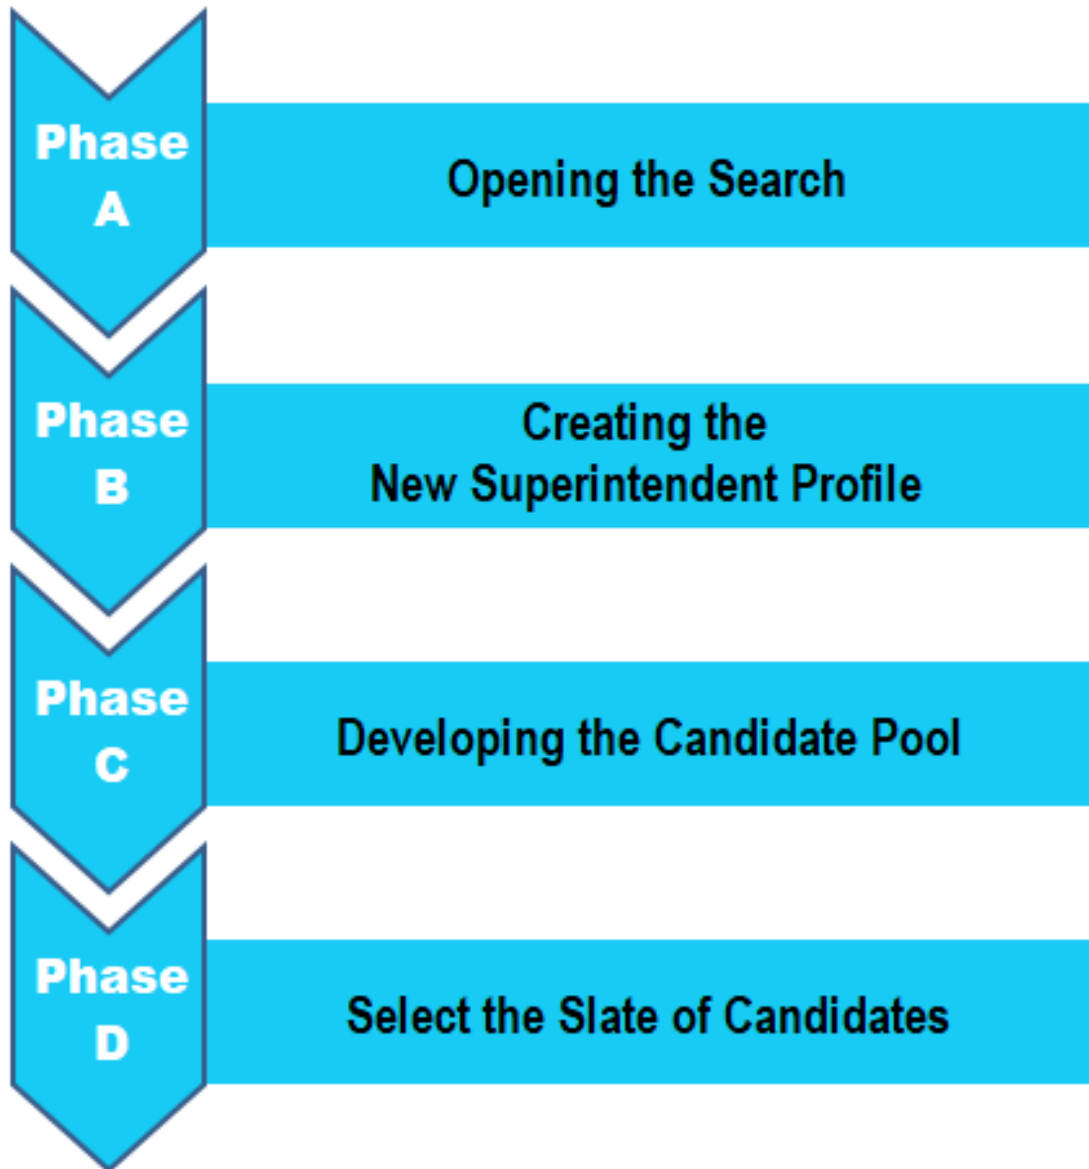 Phase
A
Opening the Search
Phase
B
Creating the
New Superintendent Profile
Phase
C
Developing the Candidate Pool
Phase
D
Select the Slate of Candidates